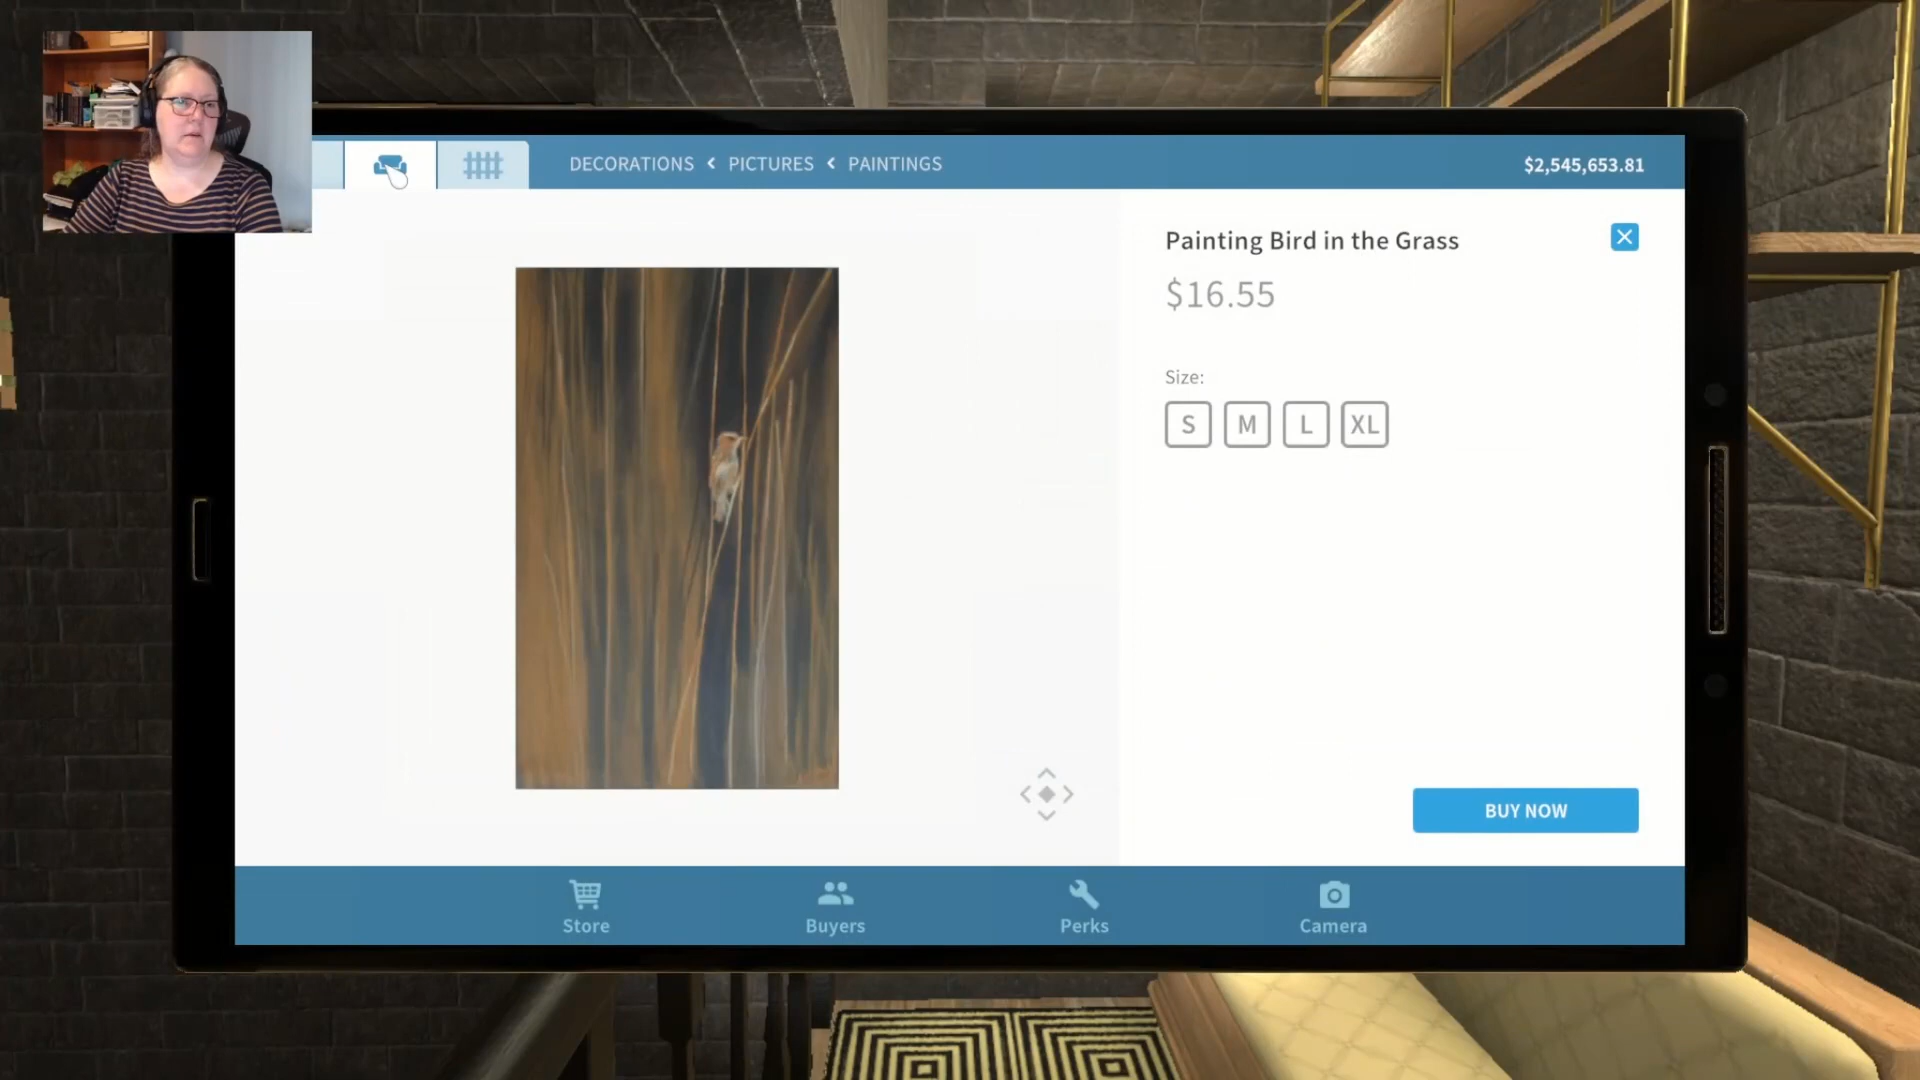 DECORATIONS < PICTURES < PAINTINGS
$2,545,653.81
Painting Bird in the Grass
$16.55
Size:
S M L XL
BUY NOW
Store
Buyers
Perks
Camera